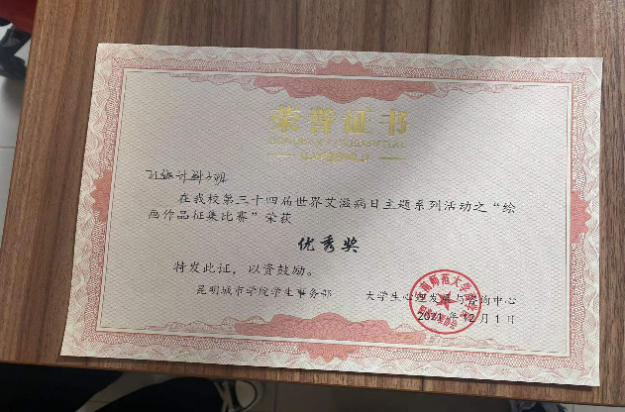 荣誉证书
在我校第三十四届世界艾滋病日主题系列活动之“绘
画作品征集比赛”荣获
优秀奖
特发此证,以资鼓励。
昆明城市学院学生事务部 大学生心理发展与咨询中心
2021年12月1日